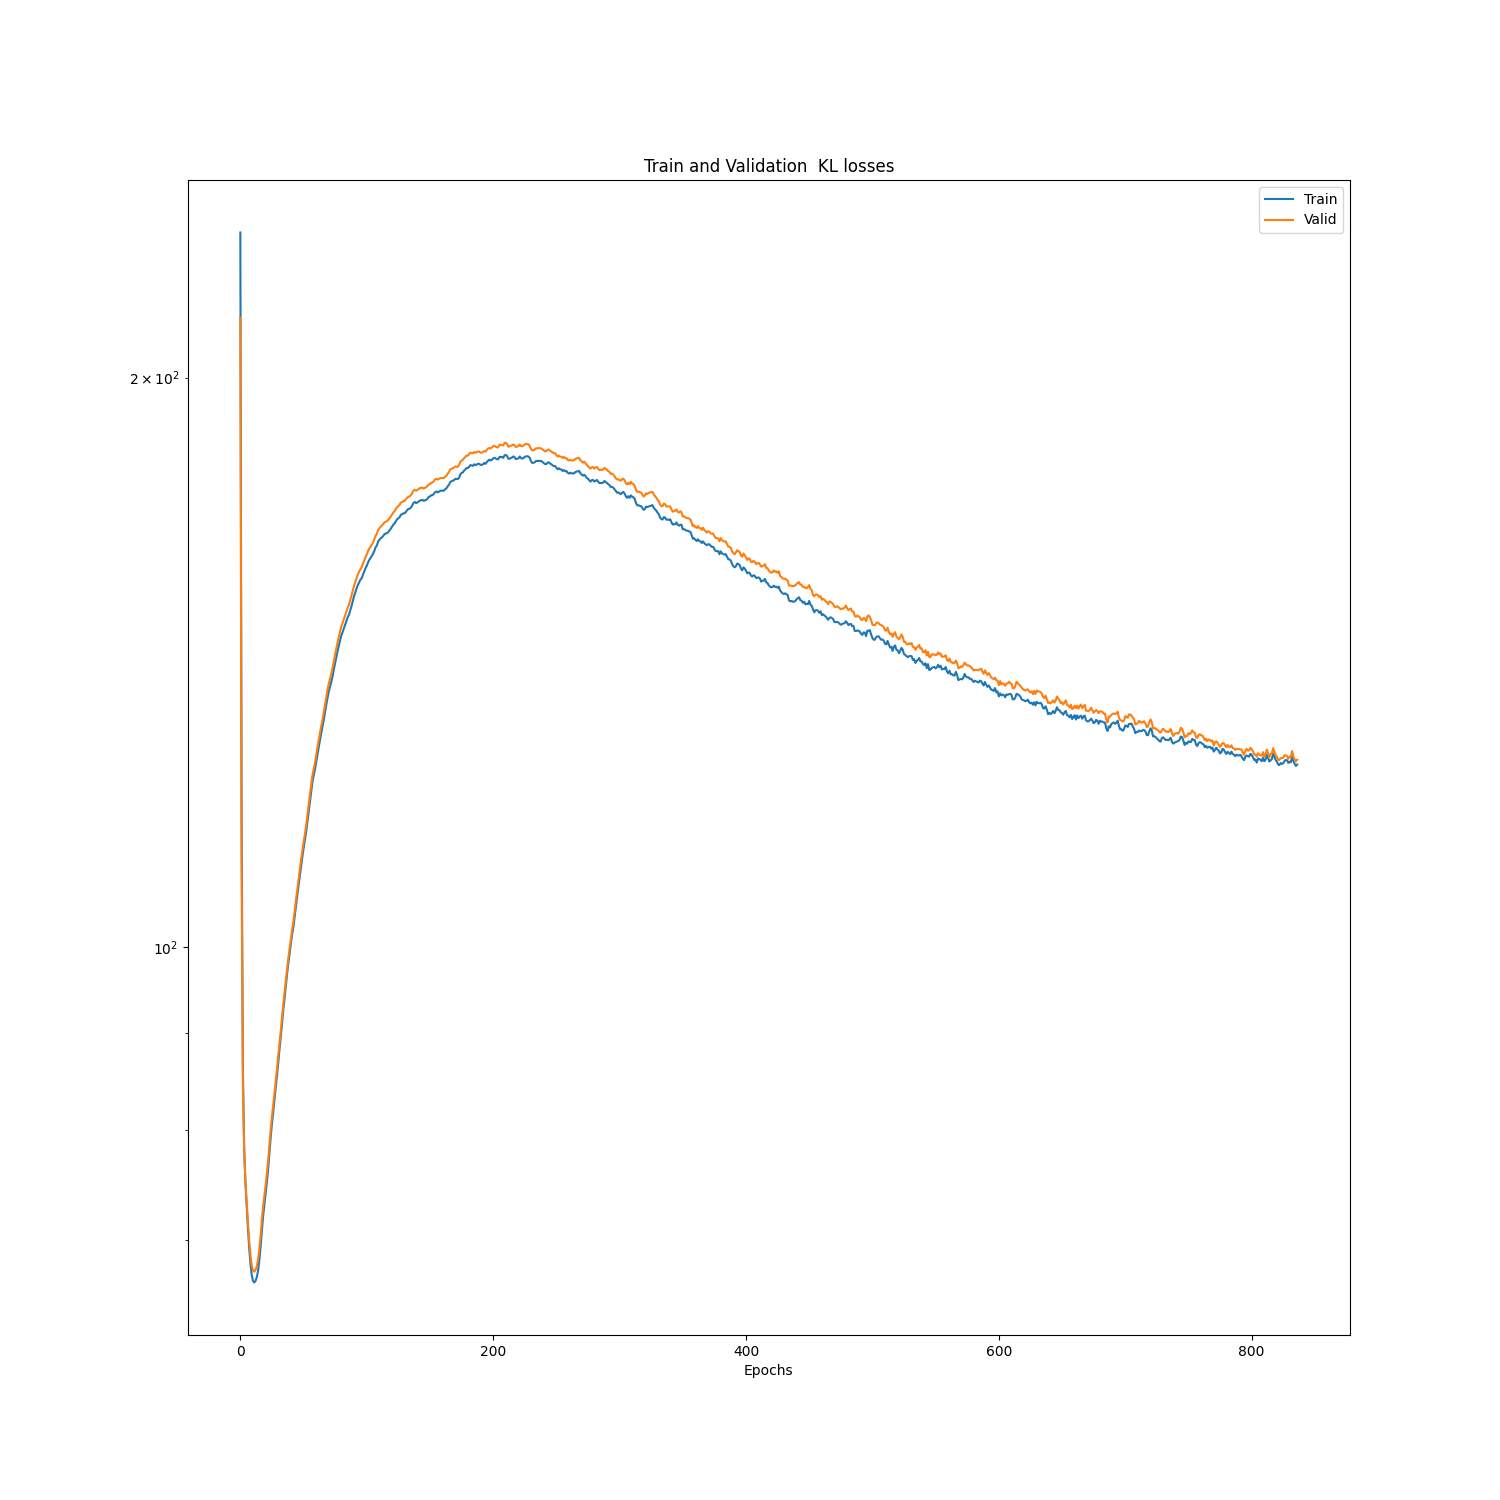 Train and Validation  KL losses
Train
Valid
2 × 10²
10²
0 200 400 600 800
Epochs